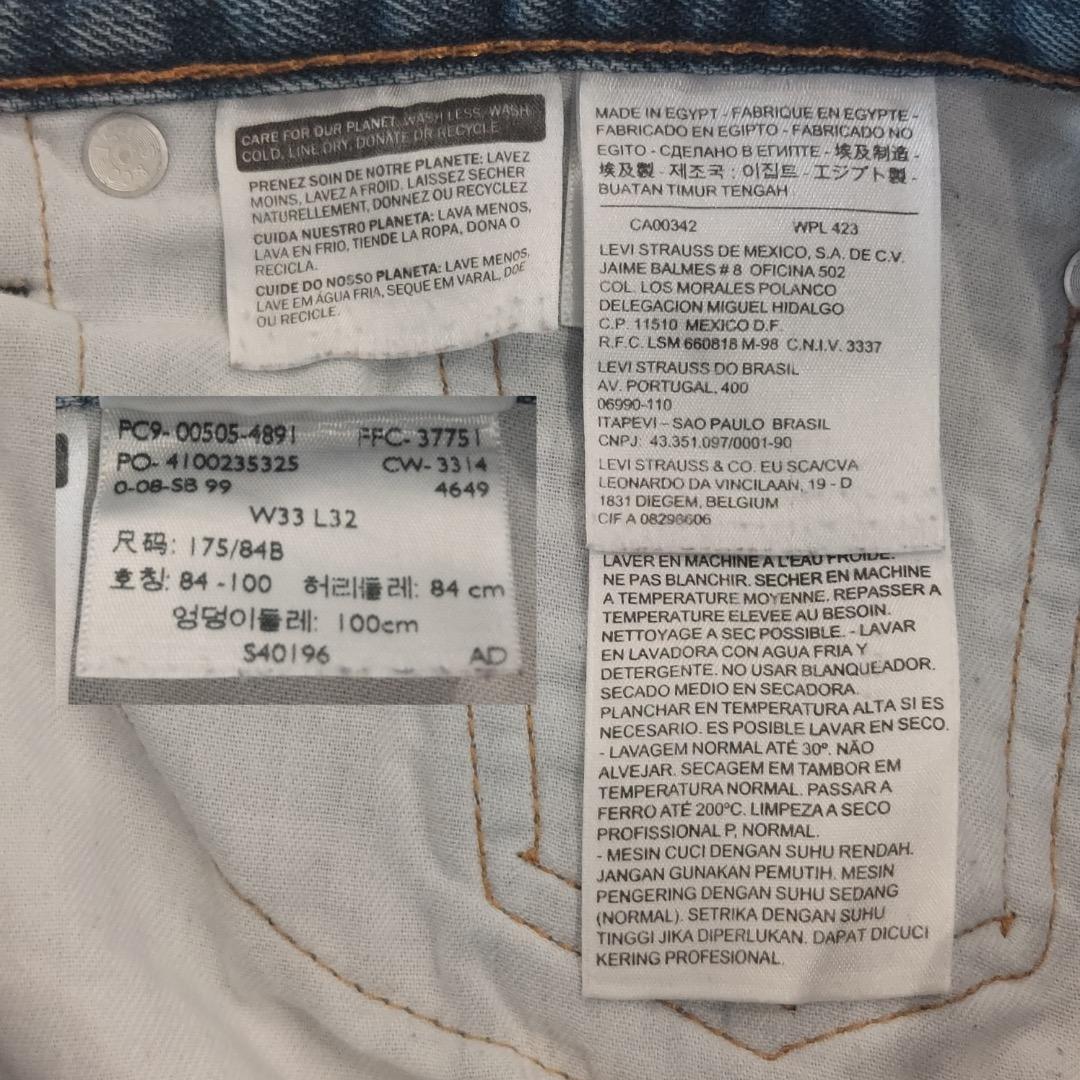 CARE FOR OUR PLANET. WASH LESS, WASH
COLD, LINE DRY, DONATE OR RECYCLE
PRENEZ SOIN DE NOTRE PLANETE: LAVEZ
MOINS, LAVEZ A FROID, LAISSEZ SECHER
NATURELLEMENT, DONNEZ OU RECYCLEZ
CUIDA NUESTRO PLANETA: LAVA MENOS,
LAVA EN FRIO, TIENDE LA ROPA, DONA O
RECICLA.
CUIDE DO NOSSO PLANETA: LAVE MENOS,
LAVE EM ÁGUA FRIA, SEQUE EM VARAL, DOE
OU RECICLE.
MADE IN EGYPT - FABRIQUE EN EGYPTE -
FABRICADO EN EGIPTO - FABRICADO NO
EGITO - СДЕЛАНО В ЕГИПТЕ - 埃及制造 -
埃及製 - 제조국 : 이집트 - エジプト製 -
BUATAN TIMUR TENGAH
CA00342 WPL 423
LEVI STRAUSS DE MEXICO, S.A. DE C.V.
JAIME BALMES # 8 OFICINA 502
COL. LOS MORALES POLANCO
DELEGACION MIGUEL HIDALGO
C.P. 11510 MEXICO D.F.
R.F.C. LSM 660818 M-98 C.N.I.V. 3337
LEVI STRAUSS DO BRASIL
AV. PORTUGAL, 400
06990-110
ITAPEVI - SAO PAULO BRASIL
CNPJ: 43.351.097/0001-90
LEVI STRAUSS & CO. EU SCA/CVA
LEONARDO DA VINCILAAN, 19 - D
1831 DIEGEM, BELGIUM
CIF A 08298606
LAVER EN MACHINE A L'EAU FROIDE.
NE PAS BLANCHIR. SECHER EN MACHINE
A TEMPERATURE MOYENNE. REPASSER A
TEMPERATURE ELEVEE AU BESOIN.
NETTOYAGE A SEC POSSIBLE. - LAVAR
EN LAVADORA CON AGUA FRIA Y
DETERGENTE. NO USAR BLANQUEADOR.
SECADO MEDIO EN SECADORA.
PLANCHAR EN TEMPERATURA ALTA SI ES
NECESARIO. ES POSIBLE LAVAR EN SECO.
- LAVAGEM NORMAL ATÉ 30º. NÃO
ALVEJAR. SECAGEM EM TAMBOR EM
TEMPERATURA NORMAL. PASSAR A
FERRO ATÉ 200ºC. LIMPEZA A SECO
PROFISSIONAL P, NORMAL.
- MESIN CUCI DENGAN SUHU RENDAH.
JANGAN GUNAKAN PEMUTIH. MESIN
PENGERING DENGAN SUHU SEDANG
(NORMAL). SETRIKA DENGAN SUHU
TINGGI JIKA DIPERLUKAN. DAPAT DICUCI
KERING PROFESIONAL.
PC9- 00505-4891 FFC- 37751
PO- 4100235325 CW- 3314
0-08-SB 99 4649
W33 L32
尺码: 175/84B
호칭: 84 -100 허리둘레: 84 cm
엉덩이둘레: 100cm
S40196 AD